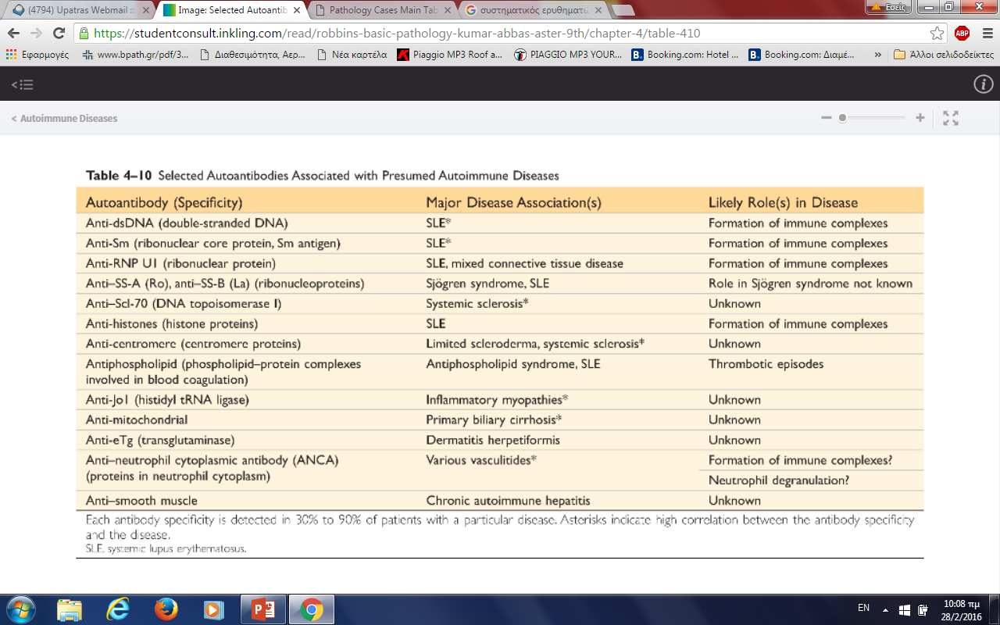 (4794) Upatras Webmail ::
Image: Selected Autoantib
Pathology Cases Main Tab
συστηματικός ερυθηματώ
Εσείς
https://studentconsult.inkling.com/read/robbins-basic-pathology-kumar-abbas-aster-9th/chapter-4/table-410
ABP
Εφαρμογές
www.bpath.gr/pdf/3...
Διαθεσιμότητα, Αερ...
Νέα καρτέλα
Piaggio MP3 Roof a...
PIAGGIO MP3 YOUR...
Booking.com: Hotel ...
Booking.com: Διαμέ...
»
Άλλοι σελιδοδείκτες
< Autoimmune Diseases
Table 4–10 Selected Autoantibodies Associated with Presumed Autoimmune Diseases
Autoantibody (Specificity) Major Disease Association(s) Likely Role(s) in Disease
Anti-dsDNA (double-stranded DNA) SLE* Formation of immune complexes
Anti-Sm (ribonuclear core protein, Sm antigen) SLE* Formation of immune complexes
Anti-RNP U1 (ribonuclear protein) SLE, mixed connective tissue disease Formation of immune complexes
Anti–SS-A (Ro), anti–SS-B (La) (ribonucleoproteins) Sjögren syndrome, SLE Role in Sjögren syndrome not known
Anti–Scl-70 (DNA topoisomerase I) Systemic sclerosis* Unknown
Anti-histones (histone proteins) SLE Formation of immune complexes
Anti-centromere (centromere proteins) Limited scleroderma, systemic sclerosis* Unknown
Antiphospholipid (phospholipid–protein complexes Antiphospholipid syndrome, SLE Thrombotic episodes
involved in blood coagulation)
Anti-Jo1 (histidyl tRNA ligase) Inflammatory myopathies* Unknown
Anti-mitochondrial Primary biliary cirrhosis* Unknown
Anti-eTg (transglutaminase) Dermatitis herpetiformis Unknown
Anti–neutrophil cytoplasmic antibody (ANCA) Various vasculitides* Formation of immune complexes?
(proteins in neutrophil cytoplasm) Neutrophil degranulation?
Anti–smooth muscle Chronic autoimmune hepatitis Unknown
Each antibody specificity is detected in 30% to 90% of patients with a particular disease. Asterisks indicate high correlation between the antibody specificity
and the disease.
SLE, systemic lupus erythematosus.
EN
10:08 πμ
28/2/2016